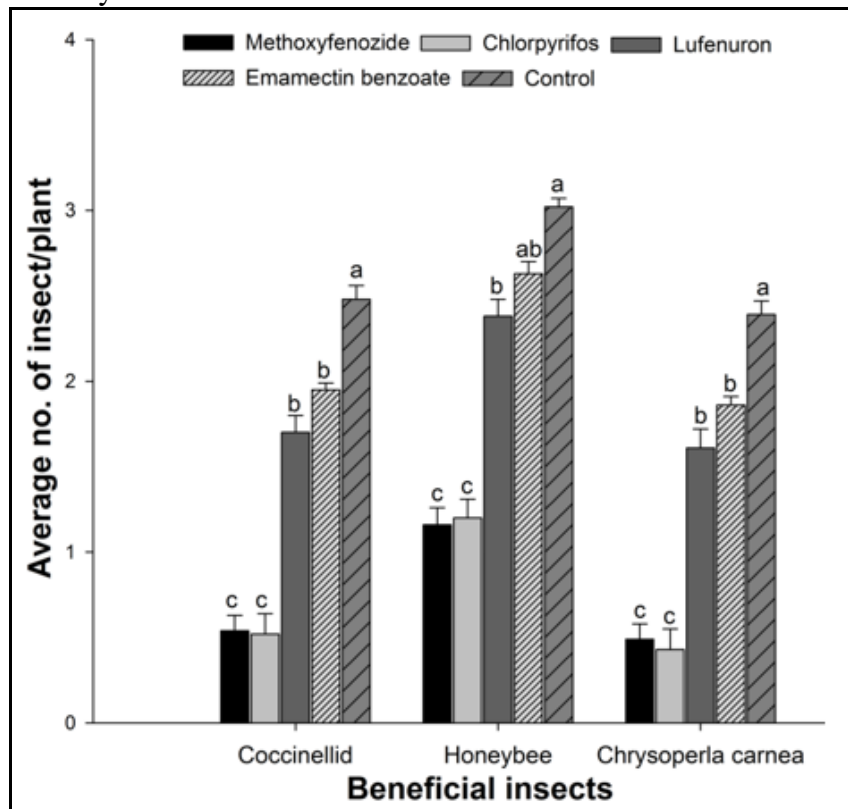 4
Methoxyfenozide Chlorpyrifos Lufenuron
Emamectin benzoate Control
a
3
ab
a
b
a
2
b
b
b
b
c c
1
c c
c c
0
Average no. of insect/plant
Coccinellid Honeybee Chrysoperla carnea
Beneficial insects